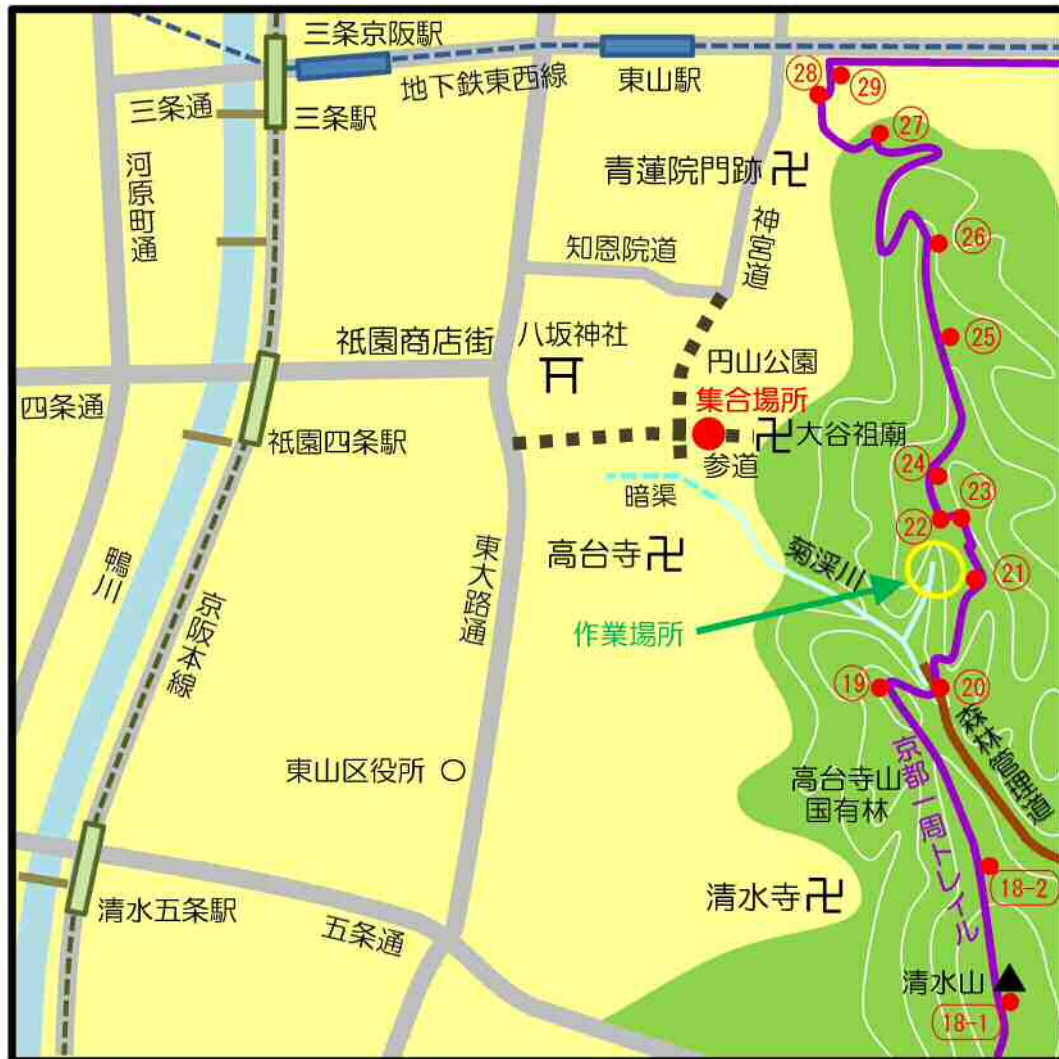 三条京阪駅
地下鉄東西線
東山駅
三条通
三条駅
河原町通
28
29
27
青蓮院門跡
神宮道
知恩院道
26
25
祇園商店街
八坂神社
円山公園
集合場所
大谷祖廟
参道
四条通
祇園四条駅
暗渠
24
23
22
21
高台寺
菊渓川
鴨川
京阪本線
東大路通
作業場所
19
20
森林管理道
東山区役所
高台寺山
国有林
京都一周トレイル
18-2
清水寺
清水五条駅
五条通
清水山
18-1